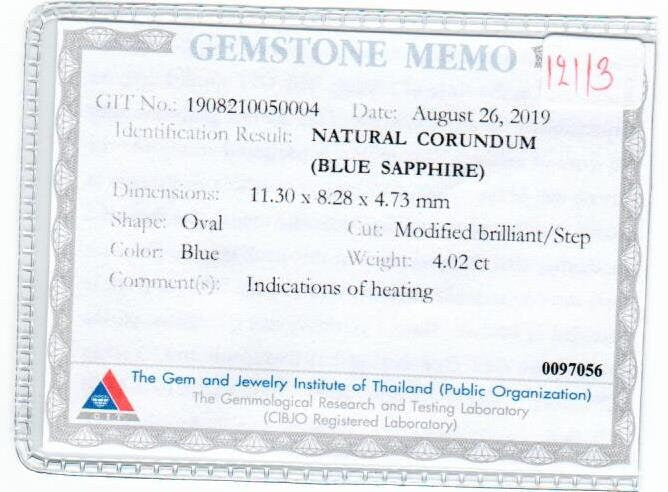 GEMSTONE MEMO
121/3
GIT No.: 1908210050004 Date: August 26, 2019
Identification Result: NATURAL CORUNDUM
(BLUE SAPPHIRE)
Dimensions: 11.30 x 8.28 x 4.73 mm
Shape: Oval Cut: Modified brilliant/Step
Color: Blue Weight: 4.02 ct
Comment(s): Indications of heating
0097056
The Gem and Jewelry Institute of Thailand (Public Organization)
The Gemmological Research and Testing Laboratory
(CIBJO Registered Laboratory)
G I T